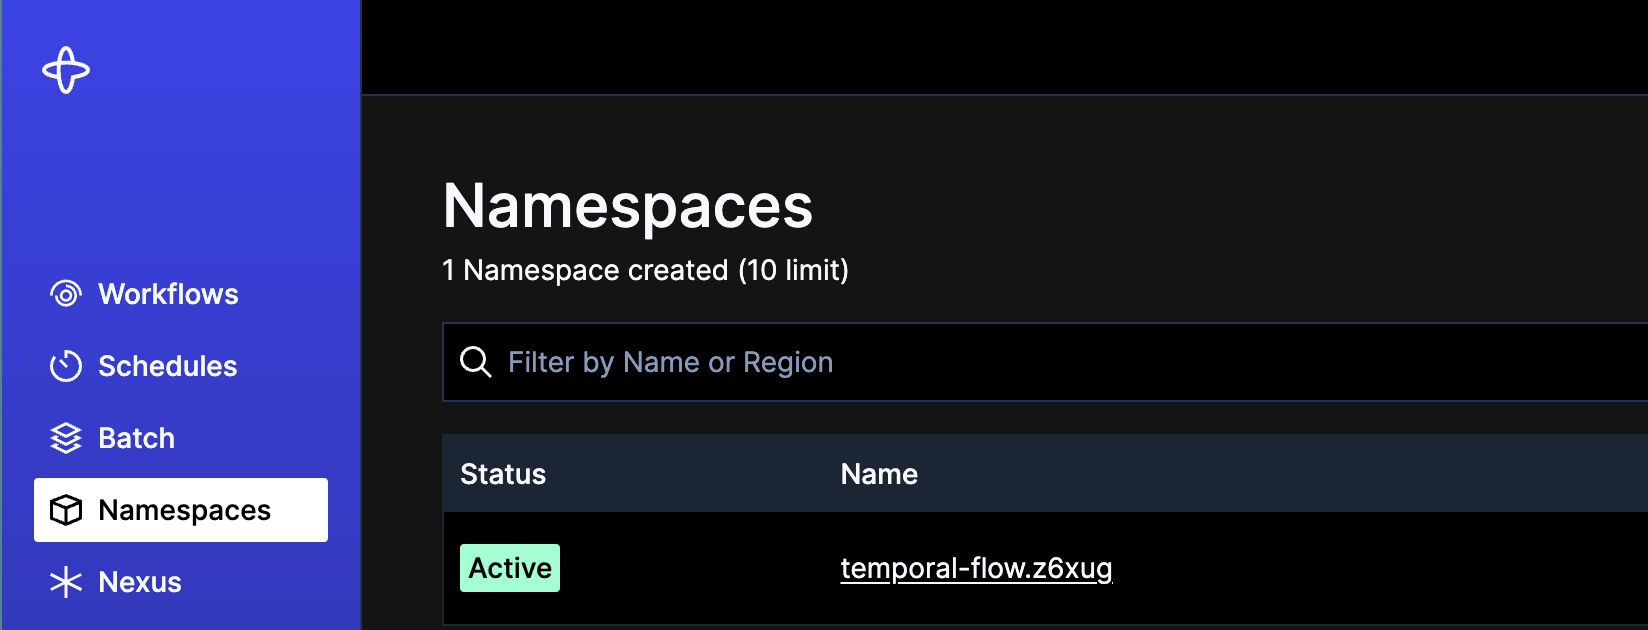 Workflows
Schedules
Batch
Namespaces
Nexus
Namespaces
1 Namespace created (10 limit)
Filter by Name or Region
Status Name
Active temporal-flow.z6xug